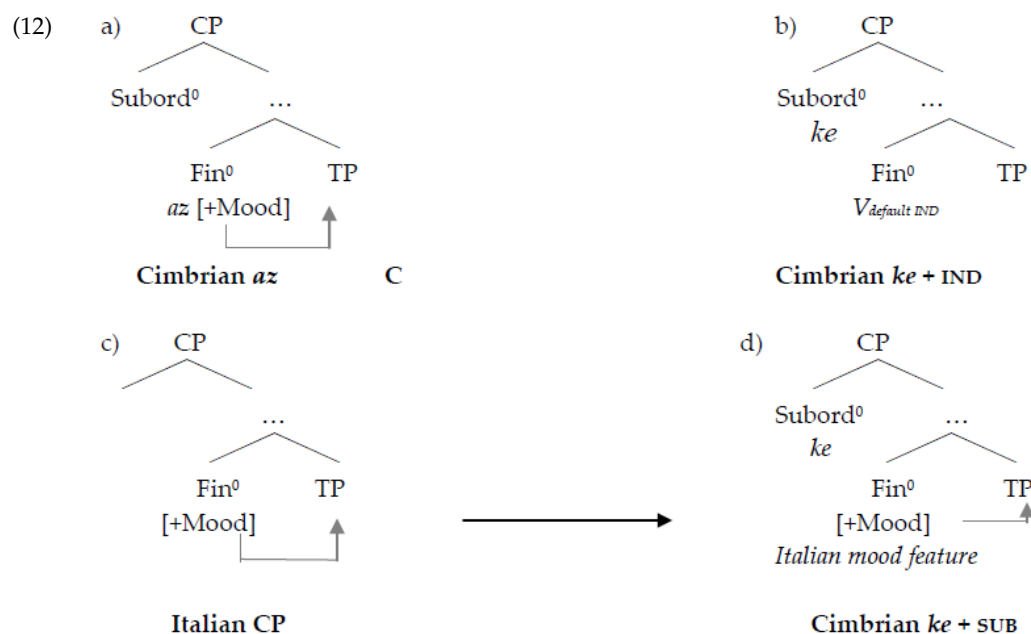 (12) a) CP b) CP
Subord⁰ … Subord⁰ …
ke
Fin⁰ TP Fin⁰ TP
az [+Mood] V default IND
Cimbrian az C Cimbrian ke + IND
c) CP d) CP
… Subord⁰ …
ke
Fin⁰ TP Fin⁰ TP
[+Mood] [+Mood]
Italian mood feature
Italian CP Cimbrian ke + SUB